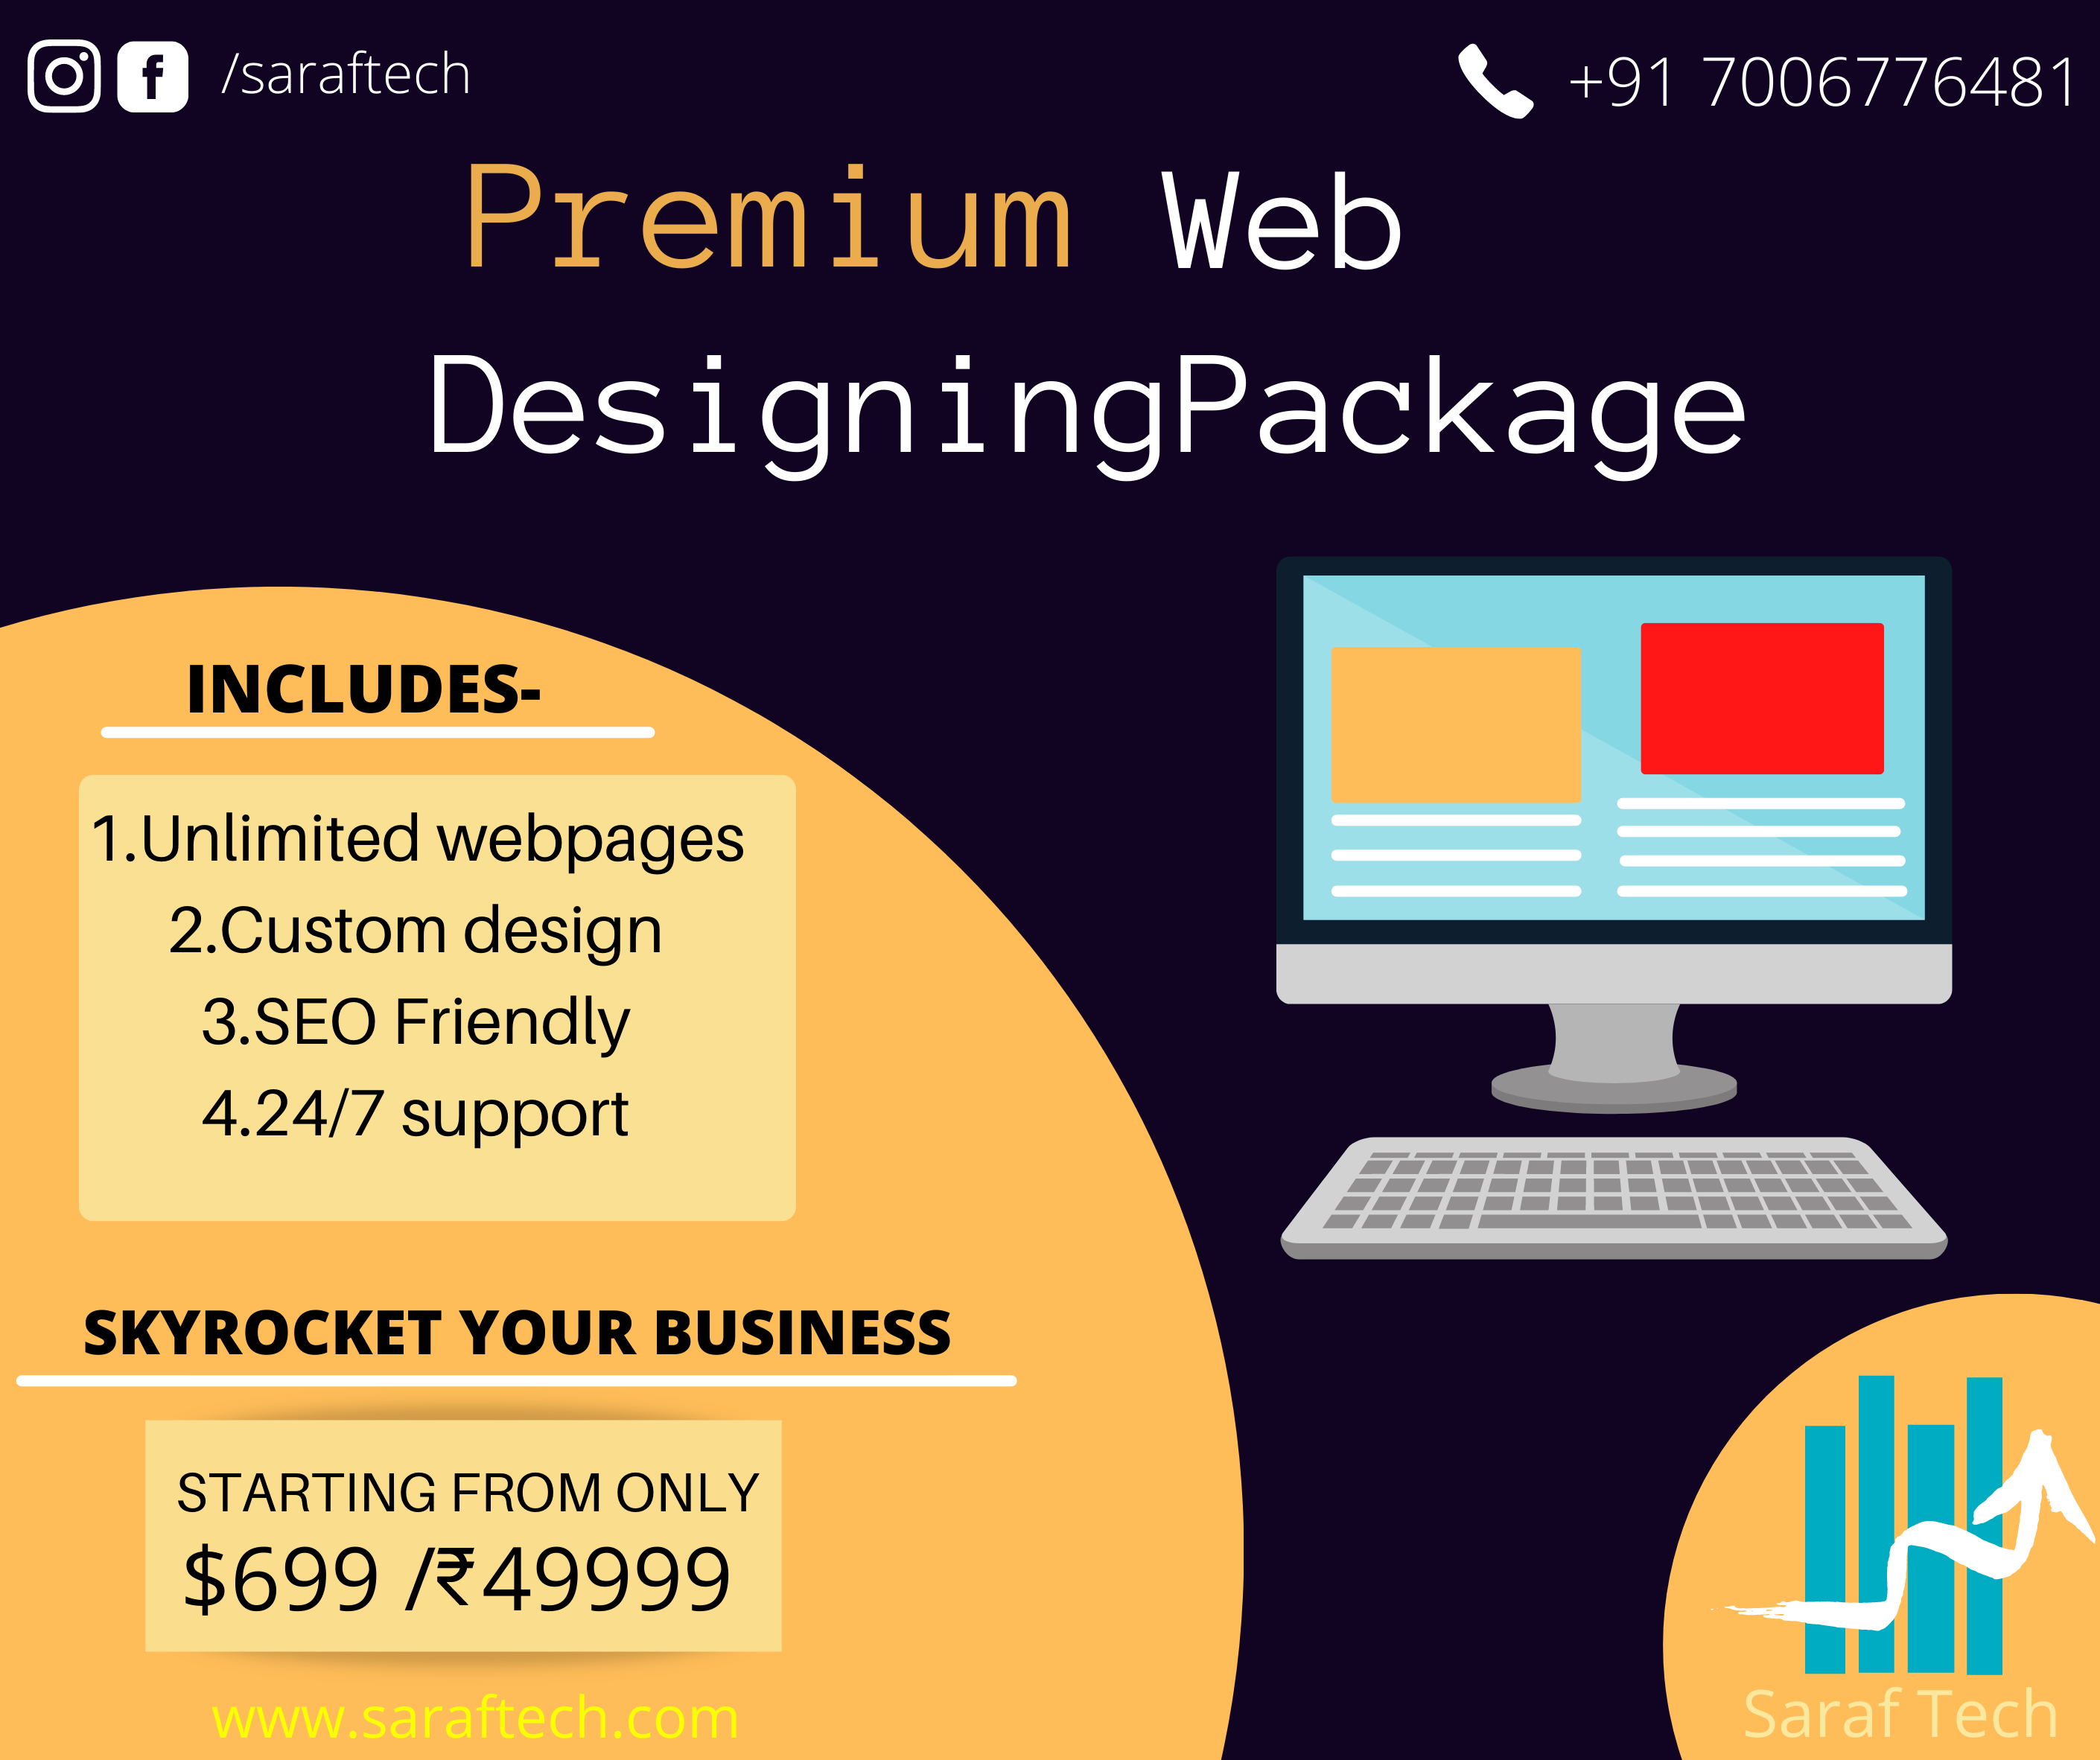 /saraftech
+91 7006776481
Premium Web
DesigningPackage
INCLUDES-
1.Unlimited webpages
2.Custom design
3.SEO Friendly
4.24/7 support
SKYROCKET YOUR BUSINESS
STARTING FROM ONLY
$699 /₹49999
www.saraftech.com
Saraf Tech